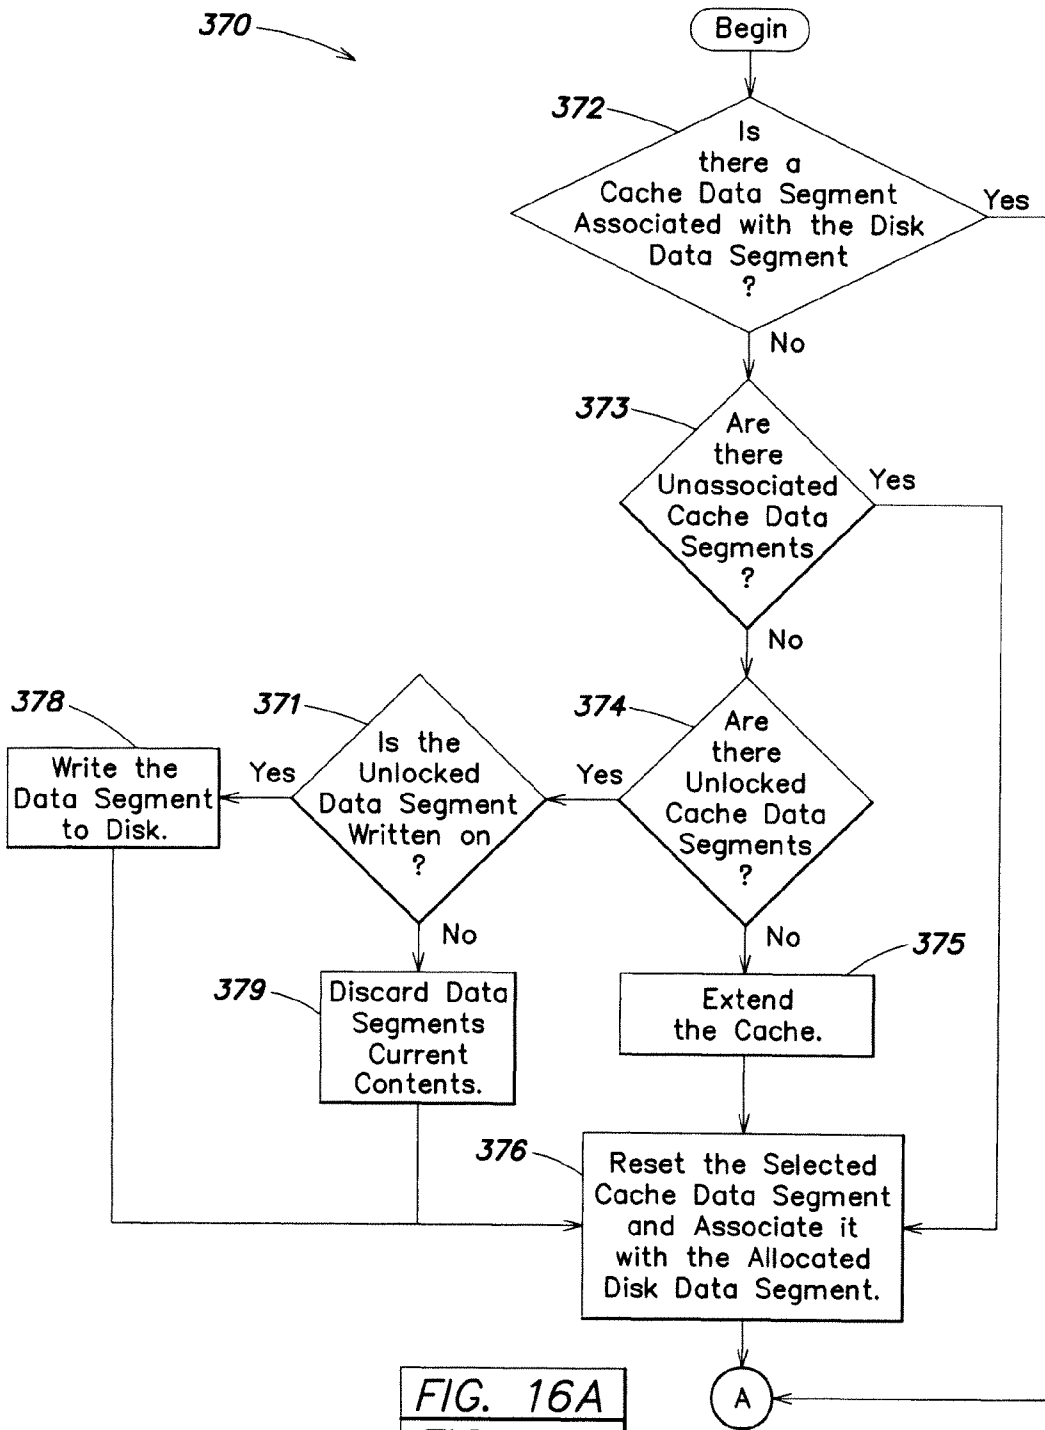 370
Begin
372
Is
there a
Cache Data Segment
Associated with the Disk
Data Segment
?
Yes
No
373
Are
there
Unassociated
Cache Data
Segments
?
Yes
No
378
Write the
Data Segment
to Disk.
Yes
371
Is the
Unlocked
Data Segment
Written on
?
Yes
374
Are
there
Unlocked
Cache Data
Segments
?
No
No
379
Discard Data
Segments
Current
Contents.
375
Extend
the Cache.
376
Reset the Selected
Cache Data Segment
and Associate it
with the Allocated
Disk Data Segment.
FIG. 16A
A